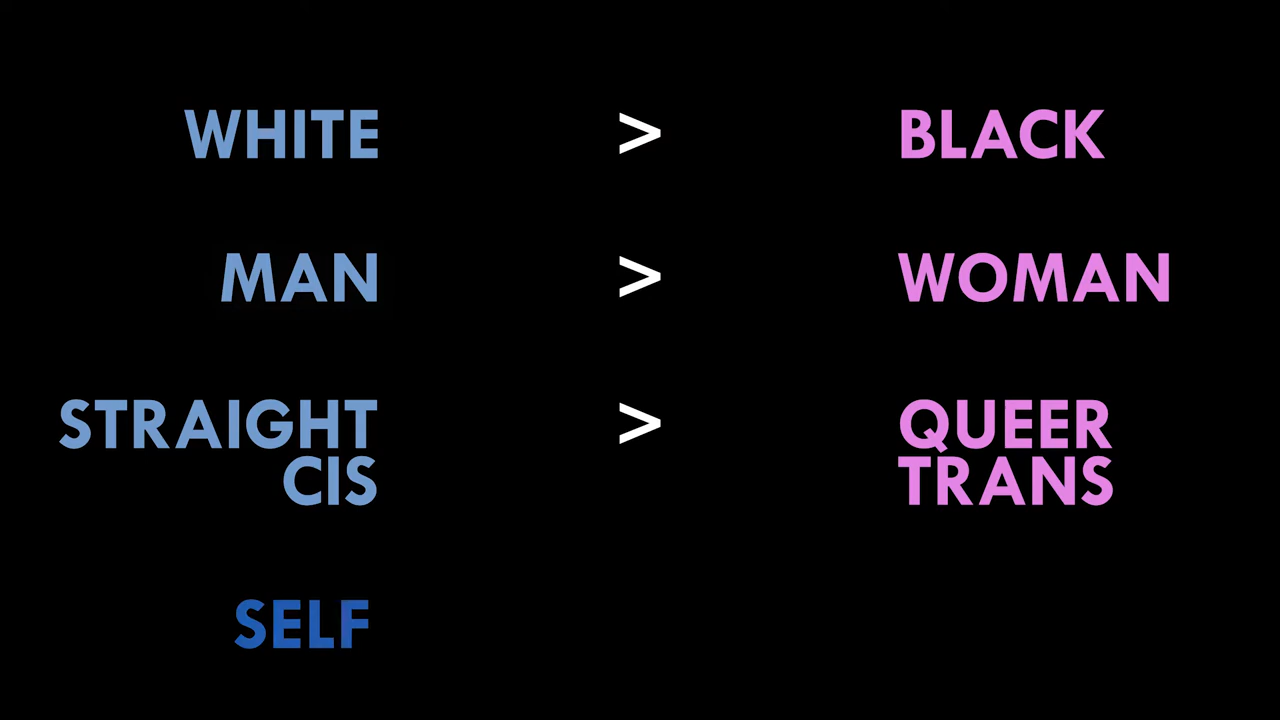 WHITE > BLACK
MAN > WOMAN
STRAIGHT > QUEER
CIS TRANS
SELF